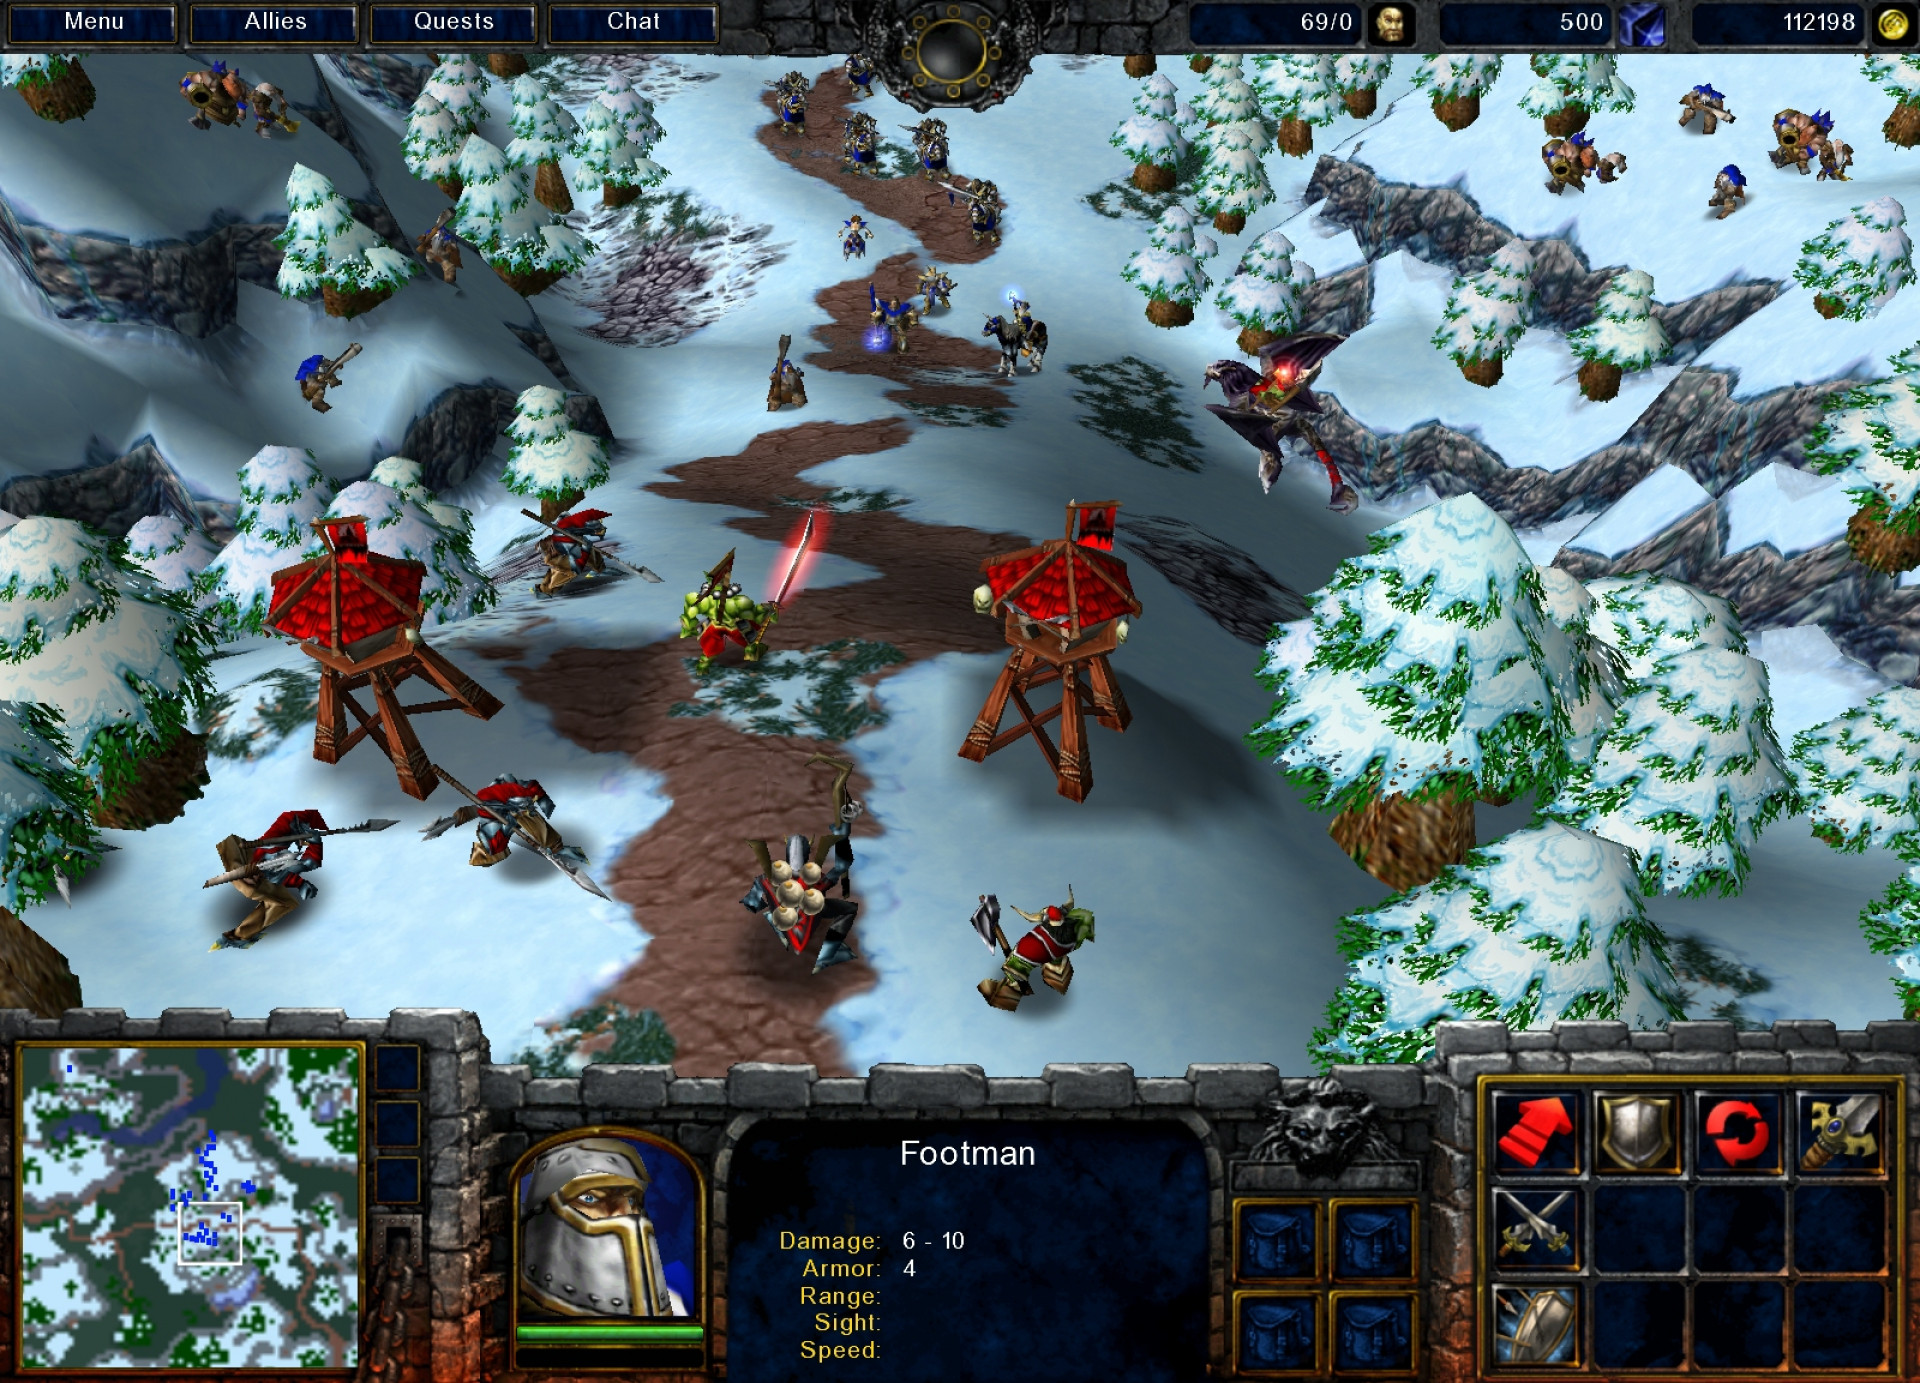 Menu
Allies
Quests
Chat
69/0
500
112198
Footman
Damage: 6 - 10
Armor: 4
Range:
Sight:
Speed: